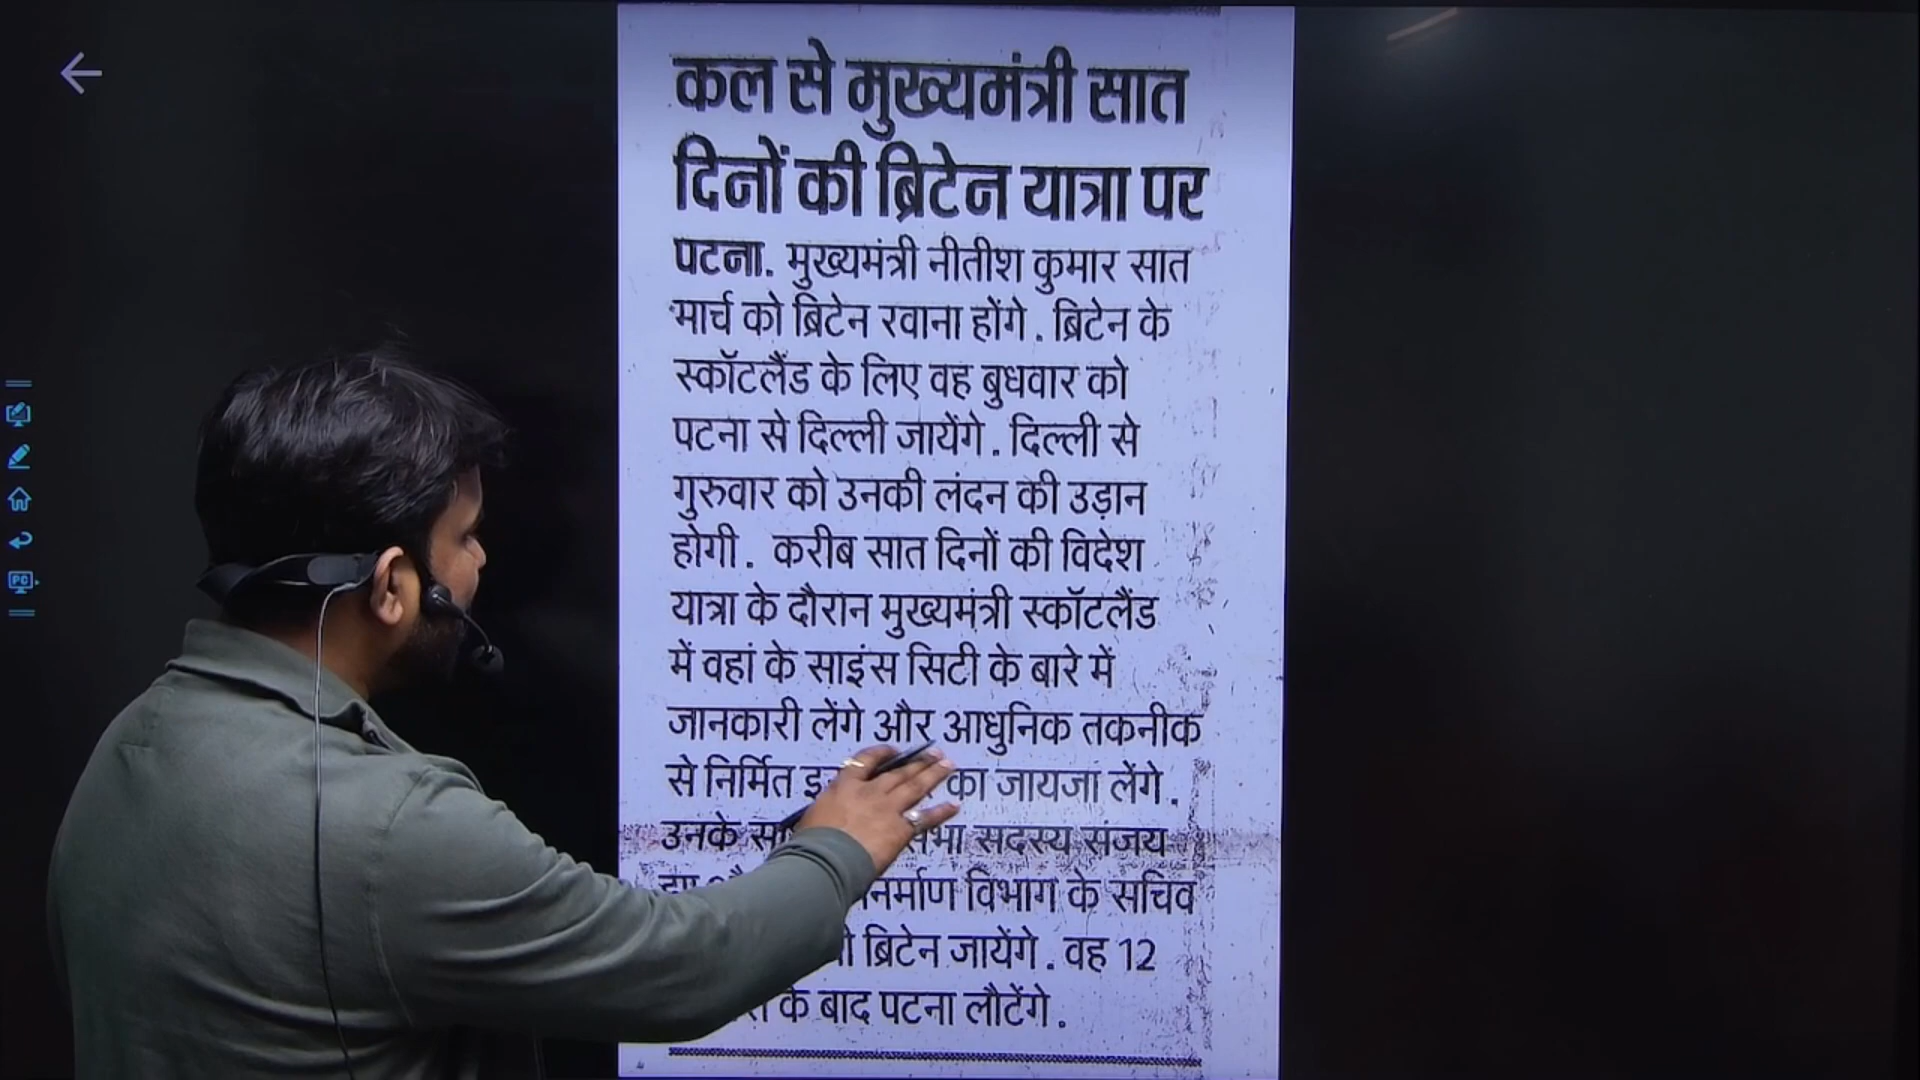 कल से मुख्यमंत्री सात
दिनों की ब्रिटेन यात्रा पर
पटना. मुख्यमंत्री नीतीश कुमार सात
मार्च को ब्रिटेन रवाना होंगे. ब्रिटेन के
स्कॉटलैंड के लिए वह बुधवार को
पटना से दिल्ली जायेंगे. दिल्ली से
गुरुवार को उनकी लंदन की उड़ान
होगी. करीब सात दिनों की विदेश
यात्रा के दौरान मुख्यमंत्री स्कॉटलैंड
में वहां के साइंस सिटी के बारे में
जानकारी लेंगे और आधुनिक तकनीक
से निर्मित का जायजा लेंगे.
उनके सदस्य संजय
विभाग के सचिव
ब्रिटेन जायेंगे. वह 12
के बाद पटना लौटेंगे.
PC